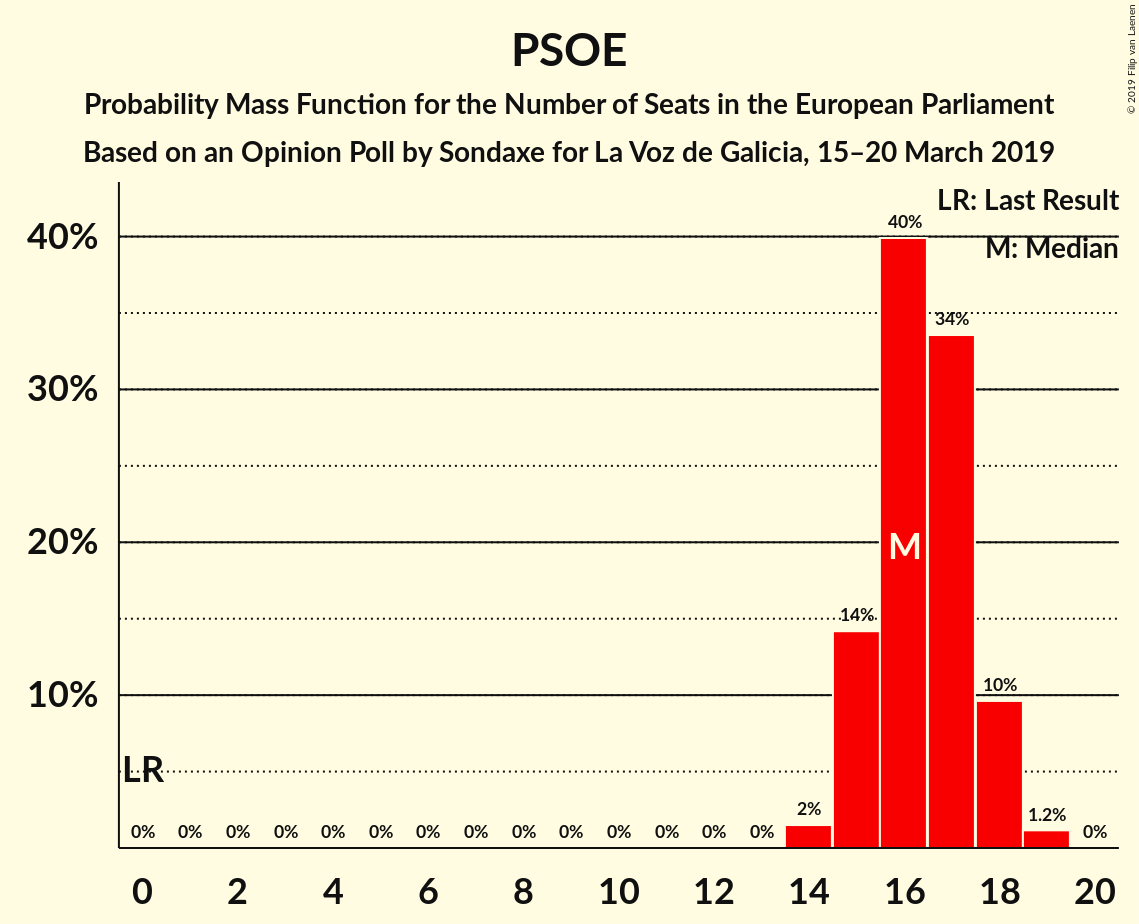 PSOE
Probability Mass Function for the Number of Seats in the European Parliament
Based on an Opinion Poll by Sondaxe for La Voz de Galicia, 15–20 March 2019
© 2019 Filip van Laenen
LR: Last Result
M: Median
40%
30%
20%
10%
LR
M
0% 0% 0% 0% 0% 0% 0% 0% 0% 0% 0% 0% 0% 0% 2% 14% 40% 34% 10% 1.2% 0%
0 2 4 6 8 10 12 14 16 18 20